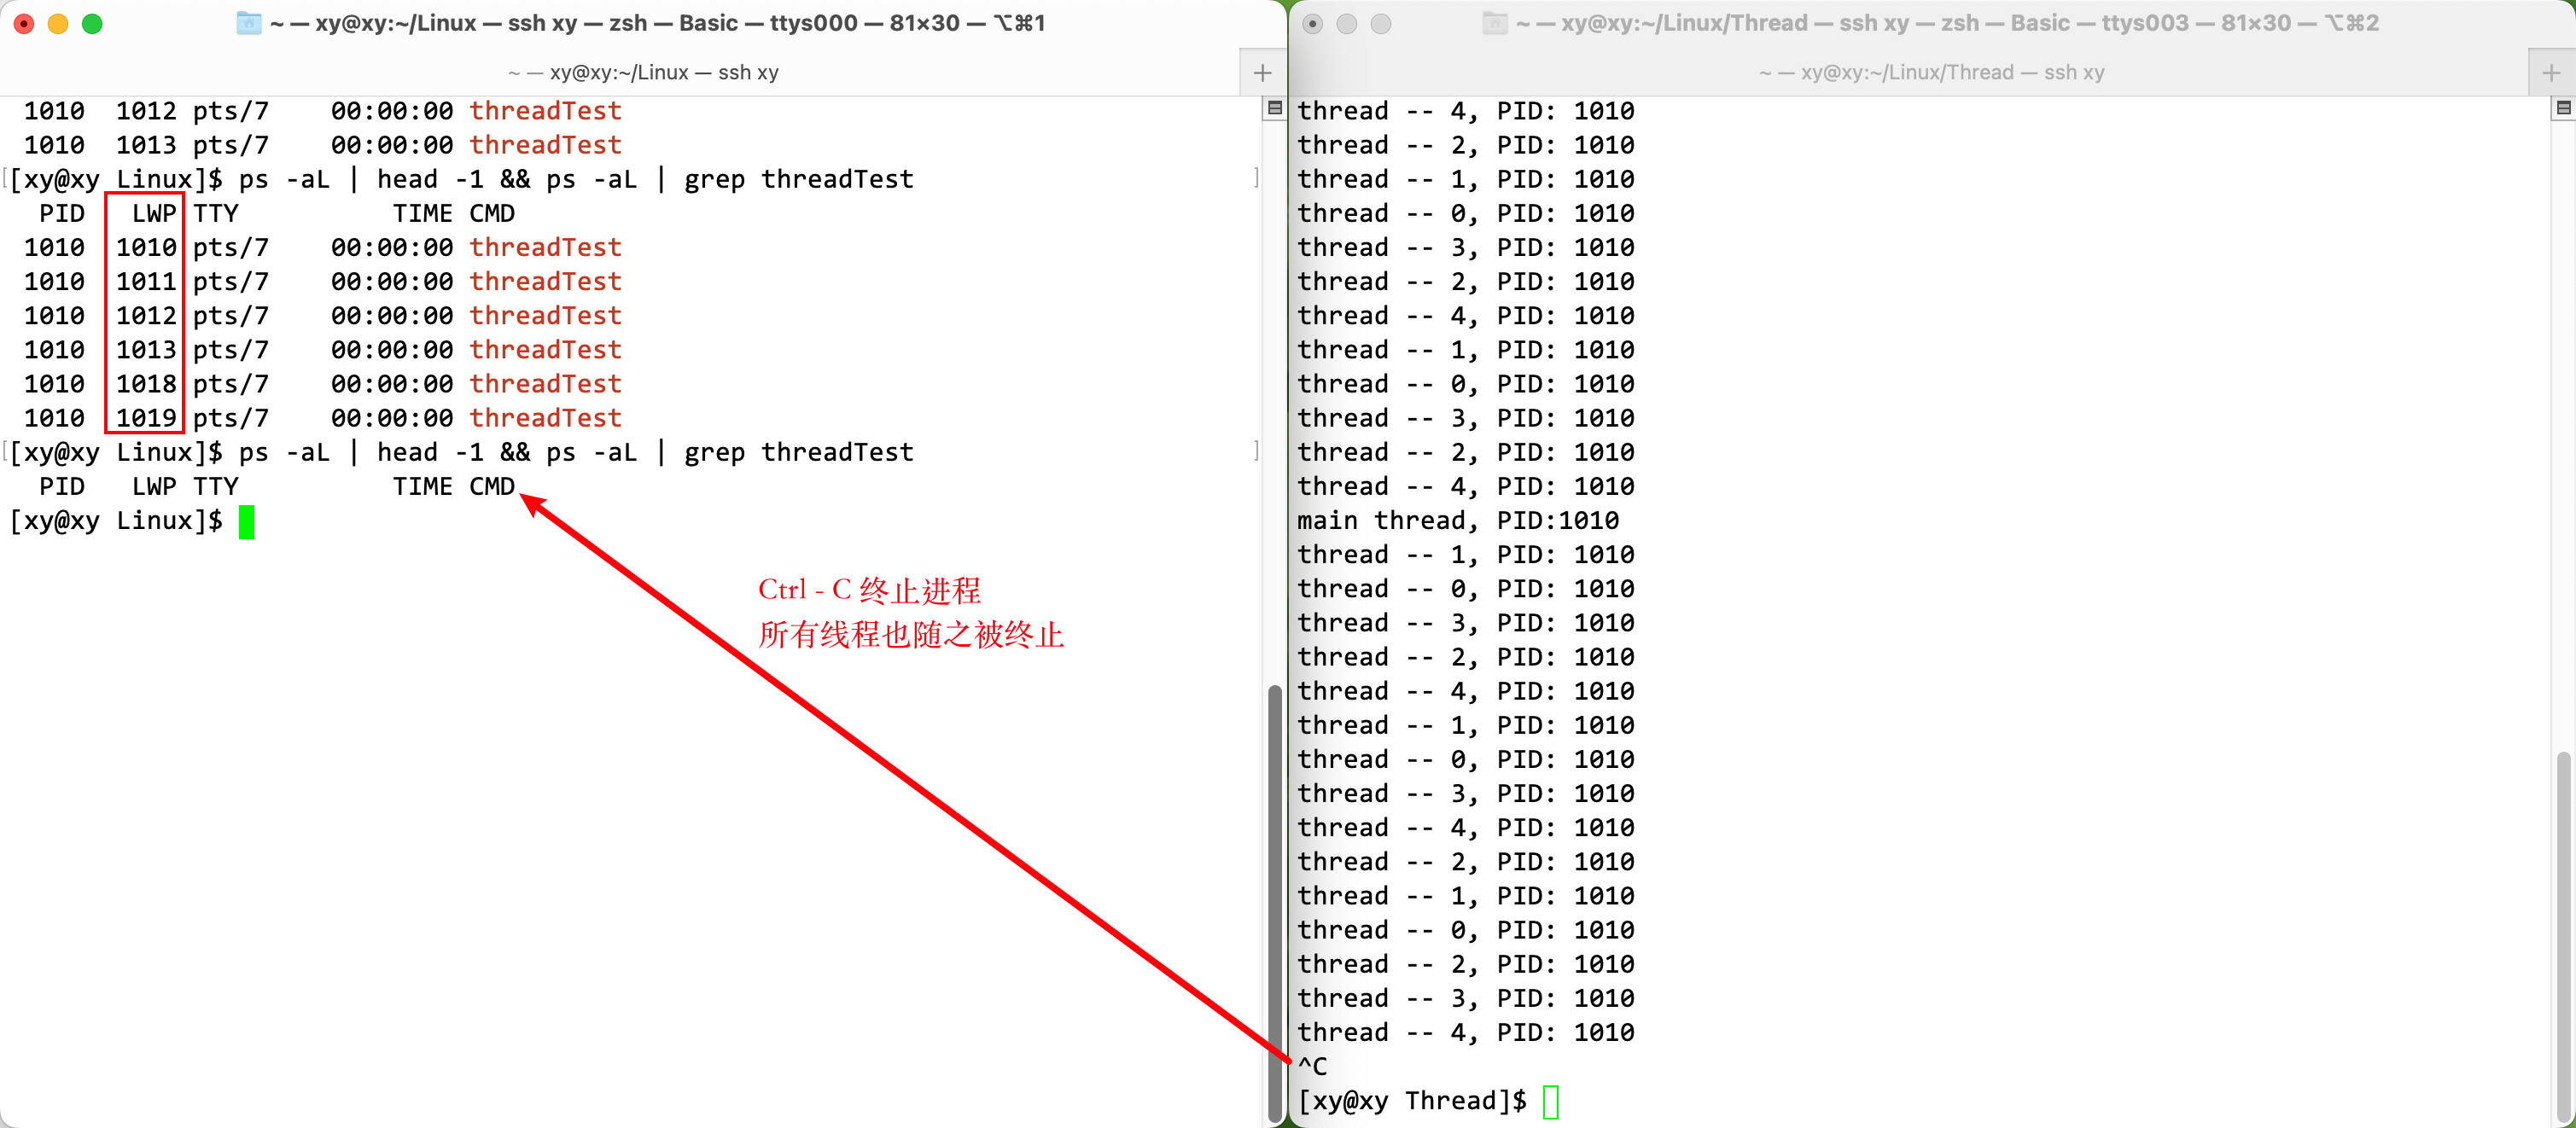 ~ — xy@xy:~/Linux — ssh xy — zsh — Basic — ttys000 — 81×30 — ⌥⌘1
~ — xy@xy:~/Linux — ssh xy
1010 1012 pts/7 00:00:00 threadTest
1010 1013 pts/7 00:00:00 threadTest
[[xy@xy Linux]$ ps -aL | head -1 && ps -aL | grep threadTest ]
PID LWP TTY TIME CMD
1010 1010 pts/7 00:00:00 threadTest
1010 1011 pts/7 00:00:00 threadTest
1010 1012 pts/7 00:00:00 threadTest
1010 1013 pts/7 00:00:00 threadTest
1010 1018 pts/7 00:00:00 threadTest
1010 1019 pts/7 00:00:00 threadTest
[[xy@xy Linux]$ ps -aL | head -1 && ps -aL | grep threadTest ]
PID LWP TTY TIME CMD
[xy@xy Linux]$
Ctrl - C 终止进程
所有线程也随之被终止
~ — xy@xy:~/Linux/Thread — ssh xy — zsh — Basic — ttys003 — 81×30 — ⌥⌘2
~ — xy@xy:~/Linux/Thread — ssh xy
thread -- 4, PID: 1010
thread -- 2, PID: 1010
thread -- 1, PID: 1010
thread -- 0, PID: 1010
thread -- 3, PID: 1010
thread -- 2, PID: 1010
thread -- 4, PID: 1010
thread -- 1, PID: 1010
thread -- 0, PID: 1010
thread -- 3, PID: 1010
thread -- 2, PID: 1010
thread -- 4, PID: 1010
main thread, PID:1010
thread -- 1, PID: 1010
thread -- 0, PID: 1010
thread -- 3, PID: 1010
thread -- 2, PID: 1010
thread -- 4, PID: 1010
thread -- 1, PID: 1010
thread -- 0, PID: 1010
thread -- 3, PID: 1010
thread -- 4, PID: 1010
thread -- 2, PID: 1010
thread -- 1, PID: 1010
thread -- 0, PID: 1010
thread -- 2, PID: 1010
thread -- 3, PID: 1010
thread -- 4, PID: 1010
^C
[xy@xy Thread]$